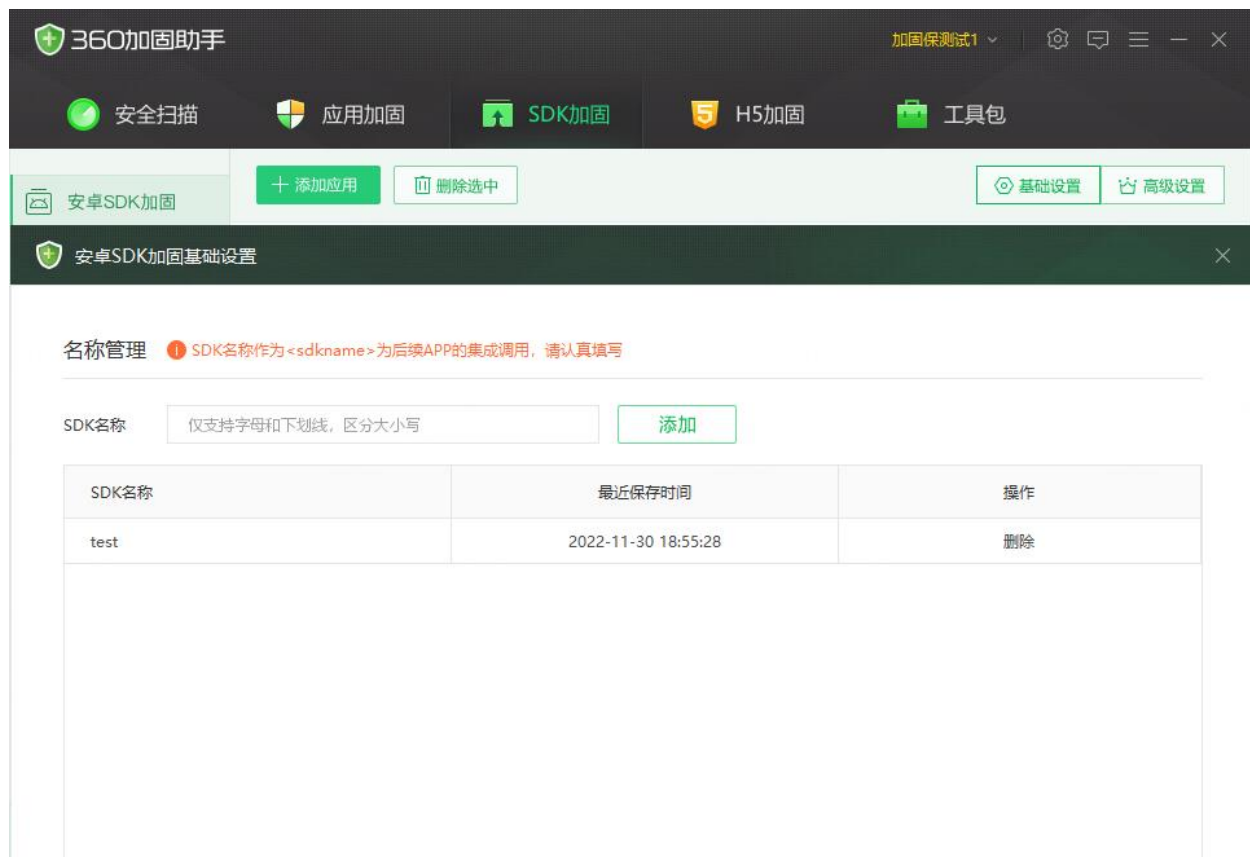 360加固助手
加固保测试1
安全扫描 应用加固 SDK加固 H5加固 工具包
安卓SDK加固
添加应用 删除选中 基础设置 高级设置
安卓SDK加固基础设置
名称管理 SDK名称作为<sdkname>为后续APP的集成调用，请认真填写
SDK名称 仅支持字母和下划线，区分大小写 添加
SDK名称 最近保存时间 操作
test 2022-11-30 18:55:28 删除